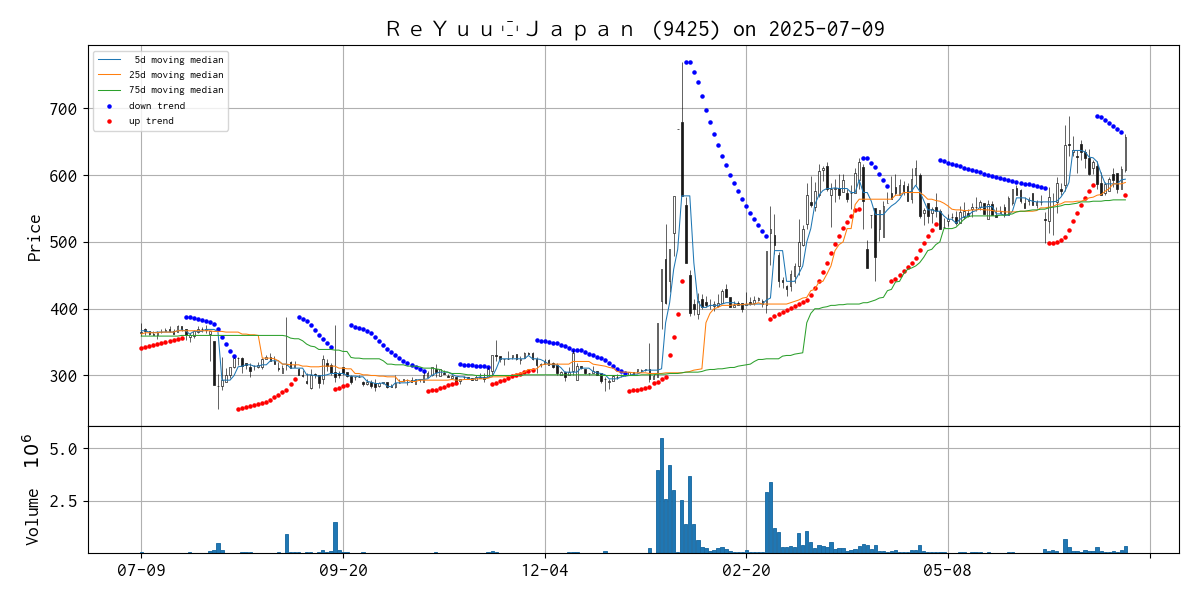 ＲｅＹｕｕ Ｊａｐａｎ (9425) on 2025-07-09
5d moving median
25d moving median
75d moving median
down trend
up trend
Price
700
600
500
400
300
Volume 10⁶
5.0
2.5
07-09
09-20
12-04
02-20
05-08